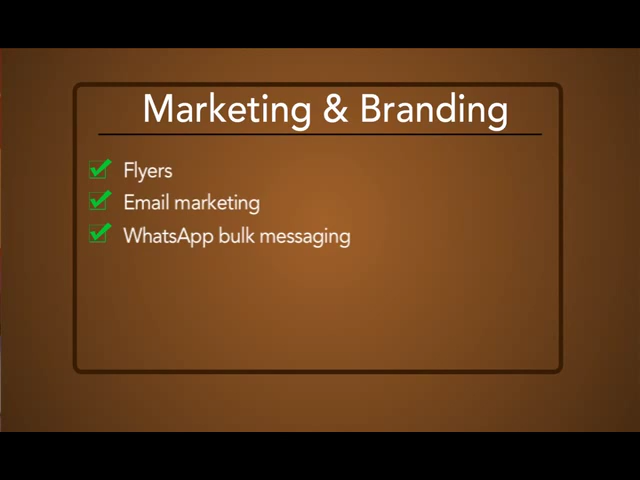 Marketing & Branding
Flyers
Email marketing
WhatsApp bulk messaging